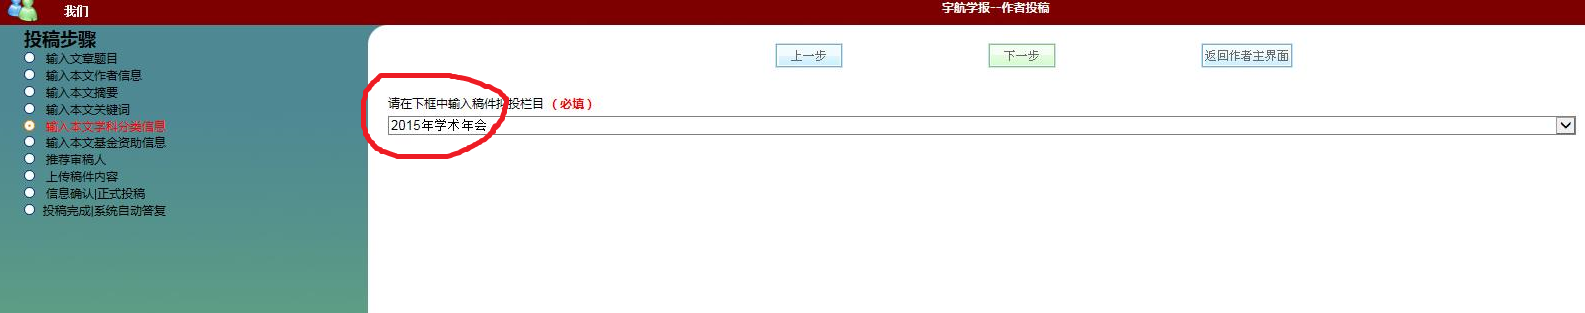 我们
宇航学报--作者投稿
投稿步骤
输入文章题目
输入本文作者信息
输入本文摘要
输入本文关键词
输入本文学科分类信息
输入本文基金资助信息
推荐审稿人
上传稿件内容
信息确认|正式投稿
投稿完成|系统自动答复
上一步
下一步
返回作者主界面
请在下框中输入稿件拟投栏目 （必填）
2015年学术年会